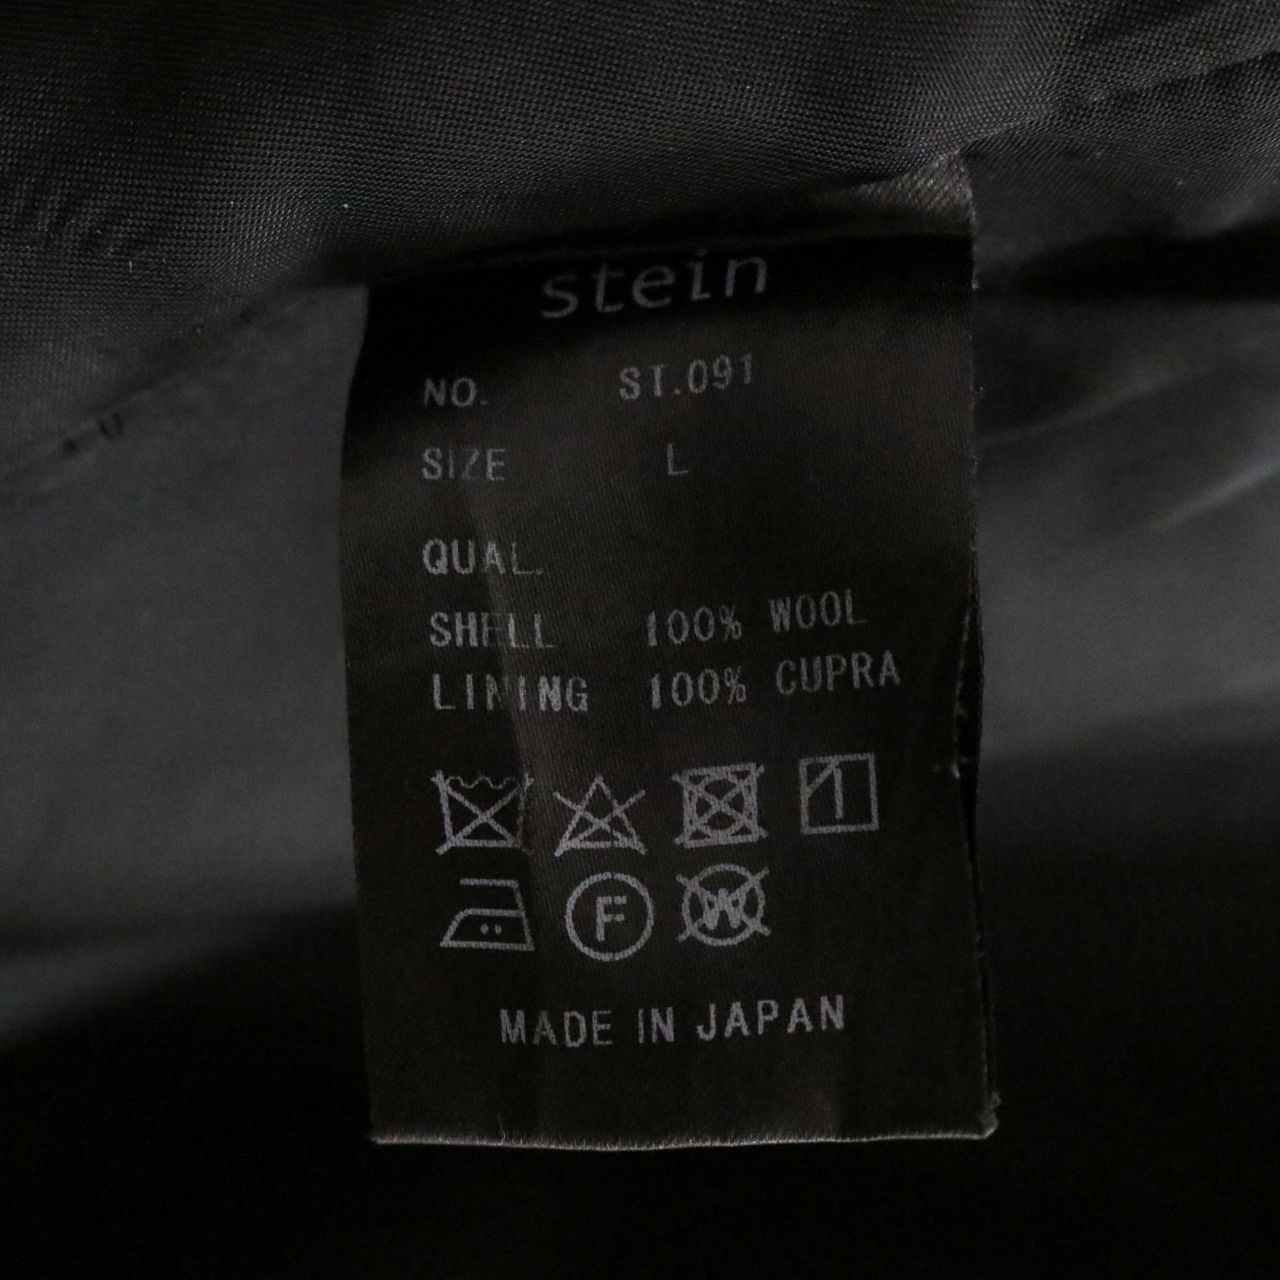 stein
NO. ST.091
SIZE L
QUAL.
SHELL 100% WOOL
LINING 100% CUPRA
F W
MADE IN JAPAN